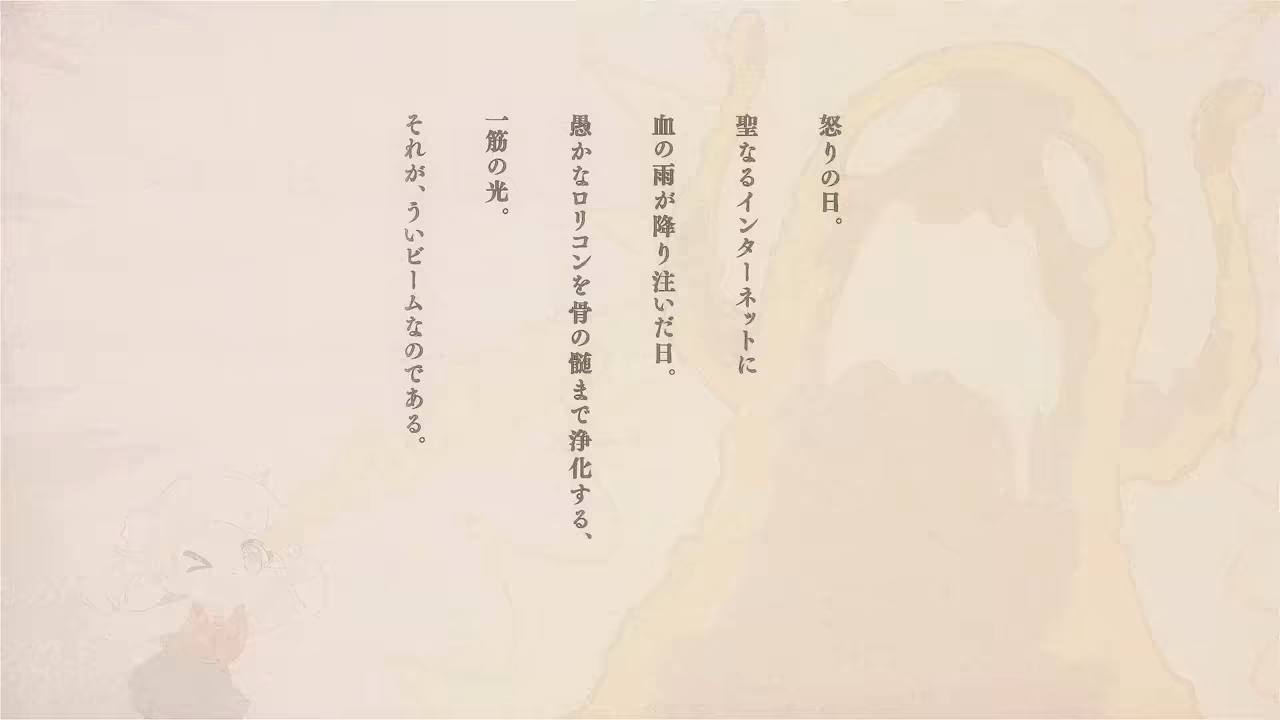 怒りの日。
聖なるインターネットに
血の雨が降り注いだ日。
愚かなロリコンを骨の髄まで浄化する、
一筋の光。
それが、ういビームなのである。